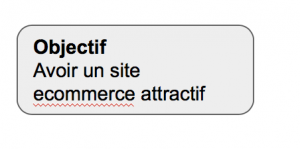 Objectif
Avoir un site
ecommerce attractif